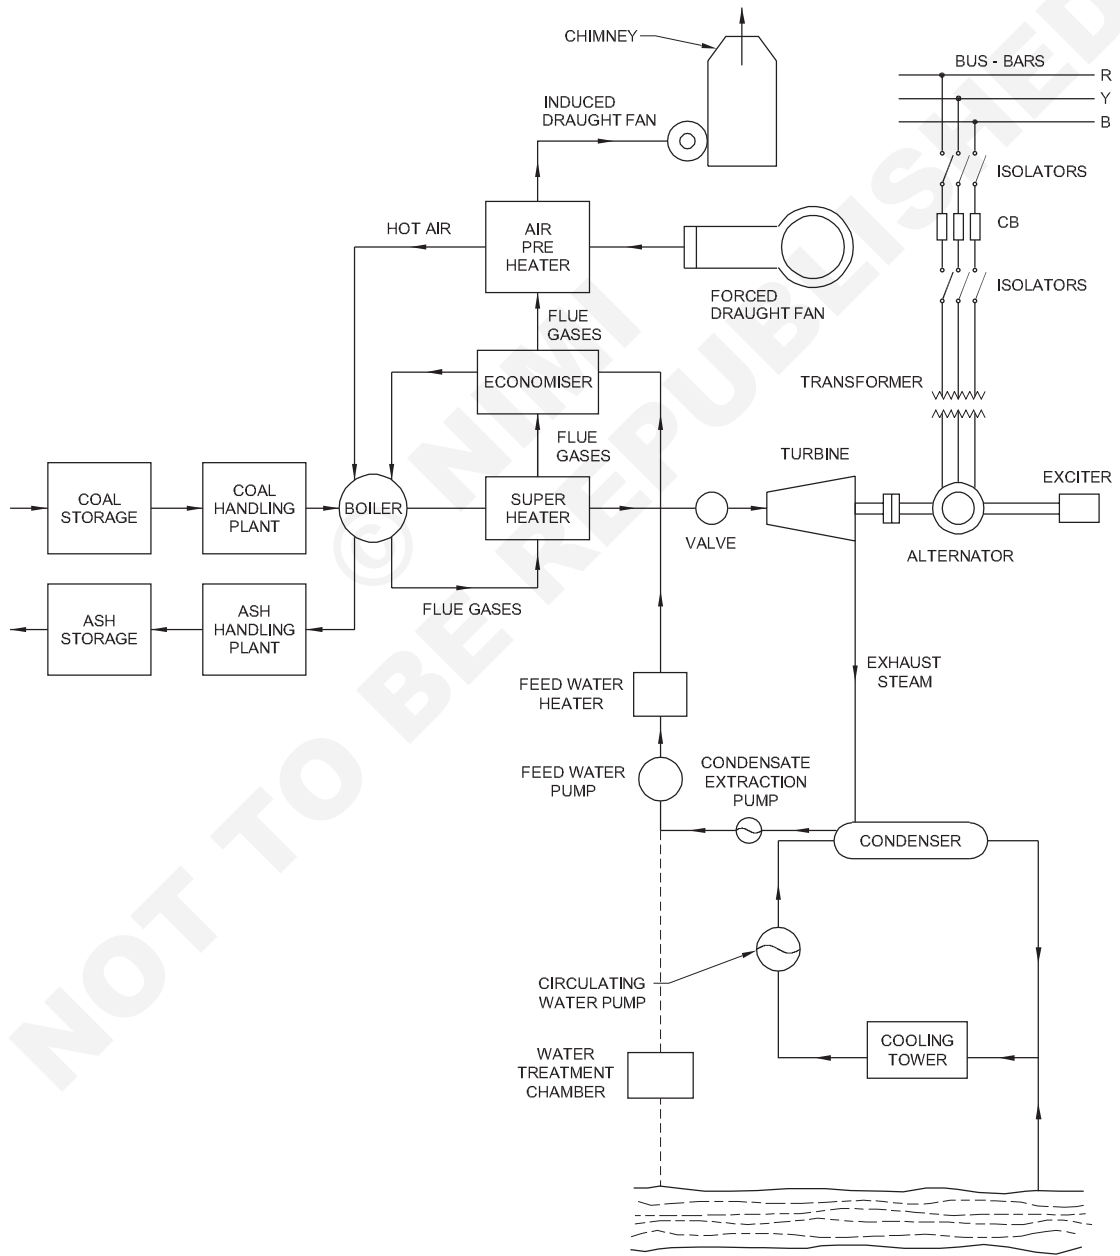 CHIMNEY
BUS - BARS
R
Y
B
INDUCED
DRAUGHT FAN
ISOLATORS
CB
HOT AIR
AIR
PRE
HEATER
ISOLATORS
FORCED
DRAUGHT FAN
FLUE
GASES
ECONOMISER
TRANSFORMER
FLUE
GASES
TURBINE
EXCITER
COAL
STORAGE
COAL
HANDLING
PLANT
BOILER
SUPER
HEATER
VALVE
ALTERNATOR
FLUE GASES
ASH
STORAGE
ASH
HANDLING
PLANT
EXHAUST
STEAM
FEED WATER
HEATER
FEED WATER
PUMP
CONDENSATE
EXTRACTION
PUMP
CONDENSER
CIRCULATING
WATER PUMP
COOLING
TOWER
WATER
TREATMENT
CHAMBER
© NIMI
NOT TO BE REPUBLISHED